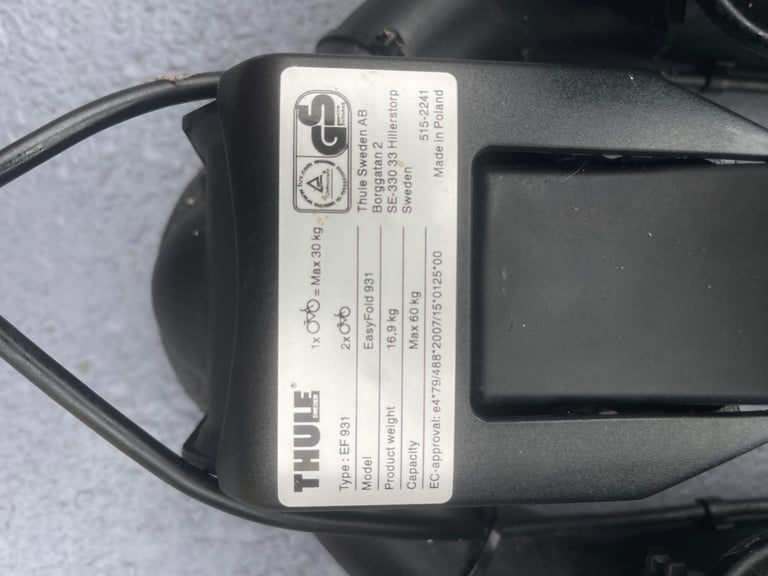 THULE®
SWEDEN
1x = Max 30 kg
2x
Type : EF 931
Model EasyFold 931
Product weight 16,9 kg
Capacity Max 60 kg
EC-approval: e4*79/488*2007/15*0125*00
GS
Thule Sweden AB
Borggatan 2
SE-330 33 Hillerstorp
Sweden
515-2241
Made in Poland